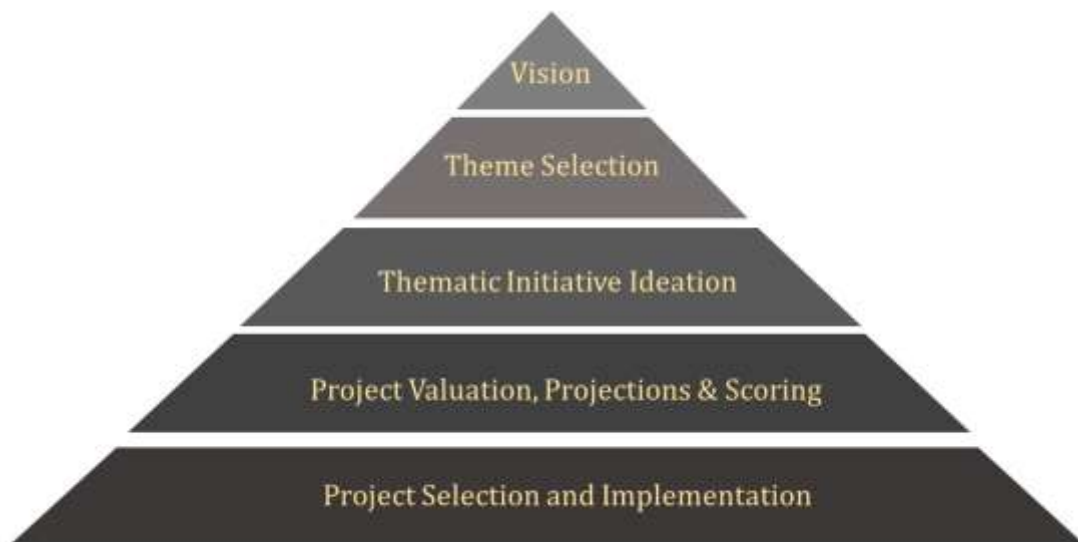 Vision
Theme Selection
Thematic Initiative Ideation
Project Valuation, Projections & Scoring
Project Selection and Implementation